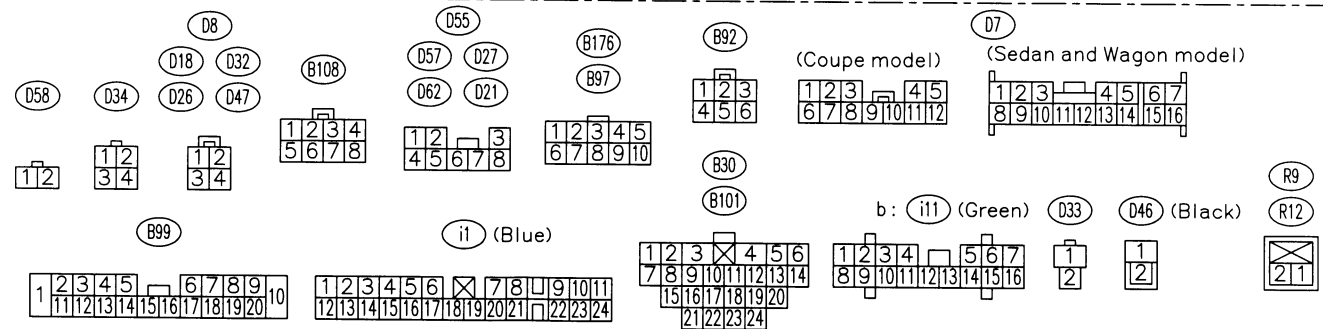 D58
1 2
D34
1 2
3 4
D8
D18 D32
D26 D47
1 2
3 4
B108
1 2 3 4
5 6 7 8
D55
D57 D27
D62 D21
1 2 3
4 5 6 7 8
B176
B97
1 2 3 4 5
6 7 8 9 10
B92
1 2 3
4 5 6
D7
(Coupe model)
1 2 3 4 5
6 7 8 9 10 11 12
(Sedan and Wagon model)
1 2 3 4 5 6 7
8 9 10 11 12 13 14 15 16
B99
1 2 3 4 5 6 7 8 9 10
11 12 13 14 15 16 17 18 19 20
i1 (Blue)
1 2 3 4 5 6 7 8 9 10 11
12 13 14 15 16 17 18 19 20 21 22 23 24
B30
B101
1 2 3 4 5 6
7 8 9 10 11 12 13 14
15 16 17 18 19 20
21 22 23 24
b: i11 (Green)
1 2 3 4 5 6 7
8 9 10 11 12 13 14 15 16
D33
1
2
D46 (Black)
1
2
R9
R12
2 1